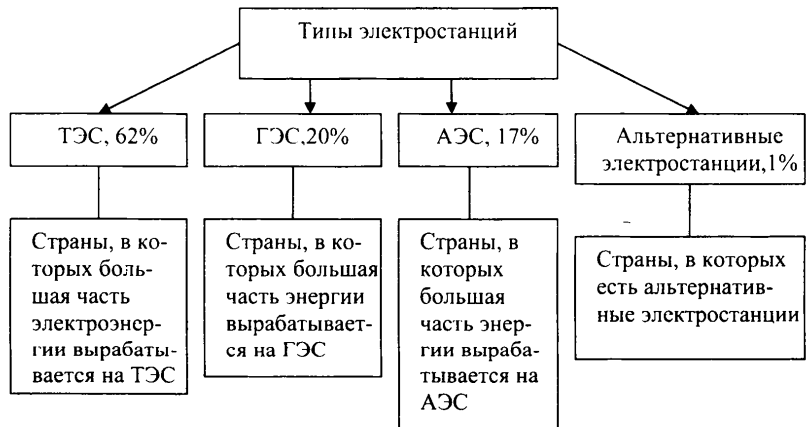 Типы электростанций
ТЭС, 62%
ГЭС,20%
АЭС, 17%
Альтернативные
электростанции,1%
Страны, в ко-
торых боль-
шая часть
электроэнер-
гии вырабаты-
вается на ТЭС
Страны, в ко-
торых большая
часть энергии
вырабатывает-
ся на ГЭС
Страны, в
которых
большая
часть энер-
гии выраба-
тывается на
АЭС
Страны, в которых
есть альтернатив-
ные электростанции